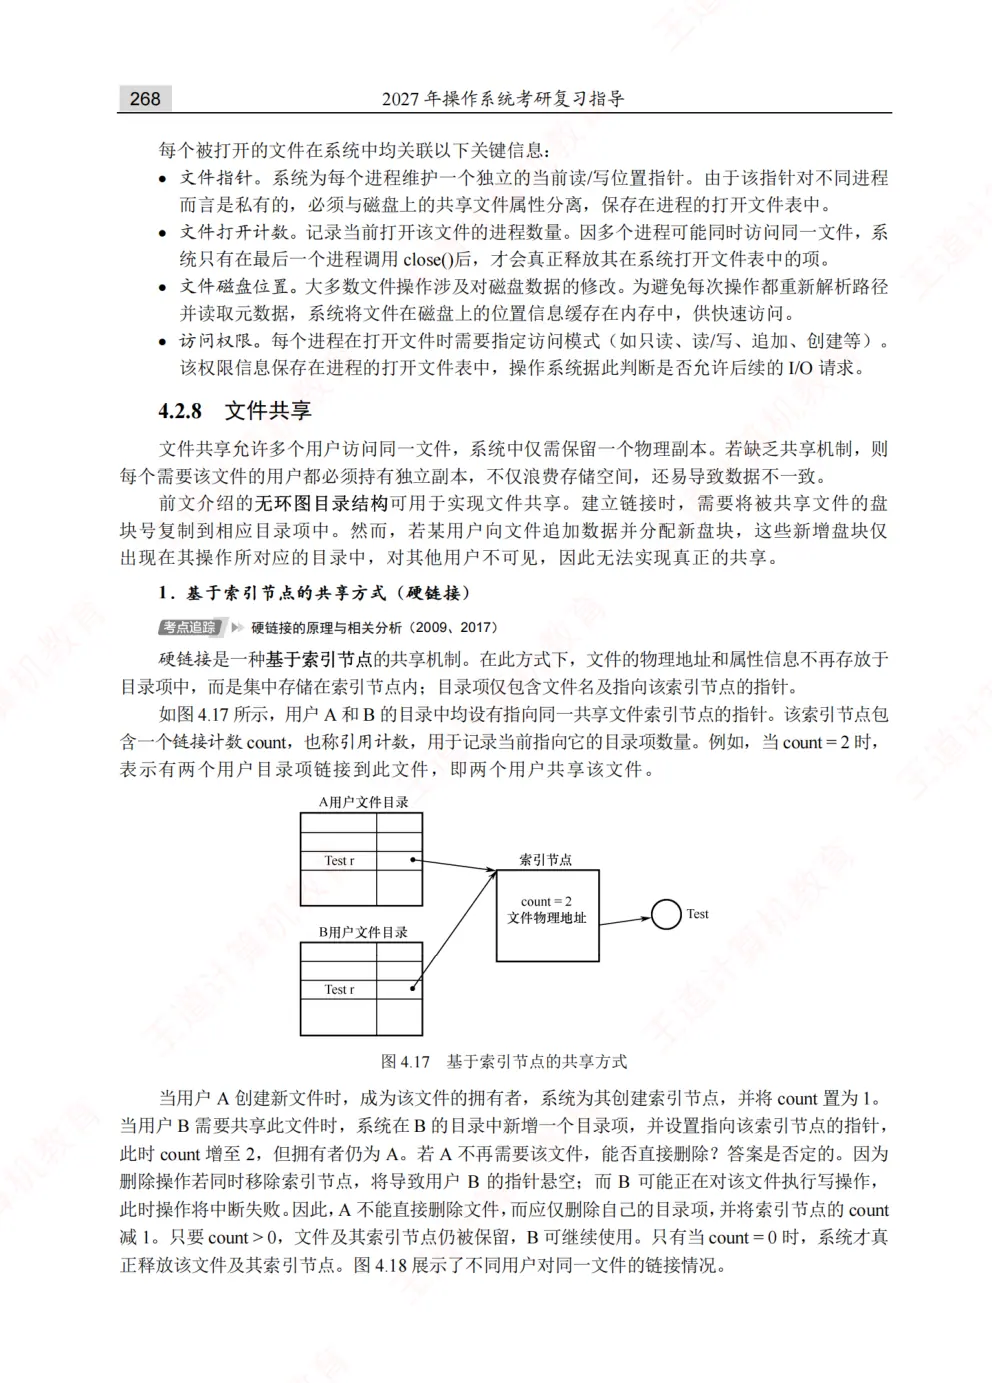 268
2027 年操作系统考研复习指导
每个被打开的文件在系统中均关联以下关键信息：
• 文件指针。系统为每个进程维护一个独立的当前读/写位置指针。由于该指针对不同进程
而言是私有的，必须与磁盘上的共享文件属性分离，保存在进程的打开文件表中。
• 文件打开计数。记录当前打开该文件的进程数量。因多个进程可能同时访问同一文件，系
统只有在最后一个进程调用 close()后，才会真正释放其在系统打开文件表中的项。
• 文件磁盘位置。大多数文件操作涉及对磁盘数据的修改。为避免每次操作都重新解析路径
并读取元数据，系统将文件在磁盘上的位置信息缓存在内存中，供快速访问。
• 访问权限。每个进程在打开文件时需要指定访问模式（如只读、读/写、追加、创建等）。
该权限信息保存在进程的打开文件表中，操作系统据此判断是否允许后续的 I/O 请求。
4.2.8 文件共享
文件共享允许多个用户访问同一文件，系统中仅需保留一个物理副本。若缺乏共享机制，则
每个需要该文件的用户都必须持有独立副本，不仅浪费存储空间，还易导致数据不一致。
前文介绍的无环图目录结构可用于实现文件共享。建立链接时，需要将被共享文件的盘
块号复制到相应目录项中。然而，若某用户向文件追加数据并分配新盘块，这些新增盘块仅
出现在其操作所对应的目录中，对其他用户不可见，因此无法实现真正的共享。
1．基于索引节点的共享方式（硬链接）
考点追踪 硬链接的原理与相关分析（2009、2017）
硬链接是一种基于索引节点的共享机制。在此方式下，文件的物理地址和属性信息不再存放于
目录项中，而是集中存储在索引节点内；目录项仅包含文件名及指向该索引节点的指针。
如图 4.17 所示，用户 A 和 B 的目录中均设有指向同一共享文件索引节点的指针。该索引节点包
含一个链接计数 count，也称引用计数，用于记录当前指向它的目录项数量。例如，当 count = 2 时，
表示有两个用户目录项链接到此文件，即两个用户共享该文件。
A用户文件目录
Test r
索引节点
count = 2
文件物理地址
Test
B用户文件目录
Test r
图 4.17 基于索引节点的共享方式
当用户 A 创建新文件时，成为该文件的拥有者，系统为其创建索引节点，并将 count 置为 1。
当用户 B 需要共享此文件时，系统在 B 的目录中新增一个目录项，并设置指向该索引节点的指针，
此时 count 增至 2，但拥有者仍为 A。若 A 不再需要该文件，能否直接删除？答案是否定的。因为
删除操作若同时移除索引节点，将导致用户 B 的指针悬空；而 B 可能正在对该文件执行写操作，
此时操作将中断失败。因此，A 不能直接删除文件，而应仅删除自己的目录项，并将索引节点的 count
减 1。只要 count > 0，文件及其索引节点仍被保留，B 可继续使用。只有当 count = 0 时，系统才真
正释放该文件及其索引节点。图 4.18 展示了不同用户对同一文件的链接情况。